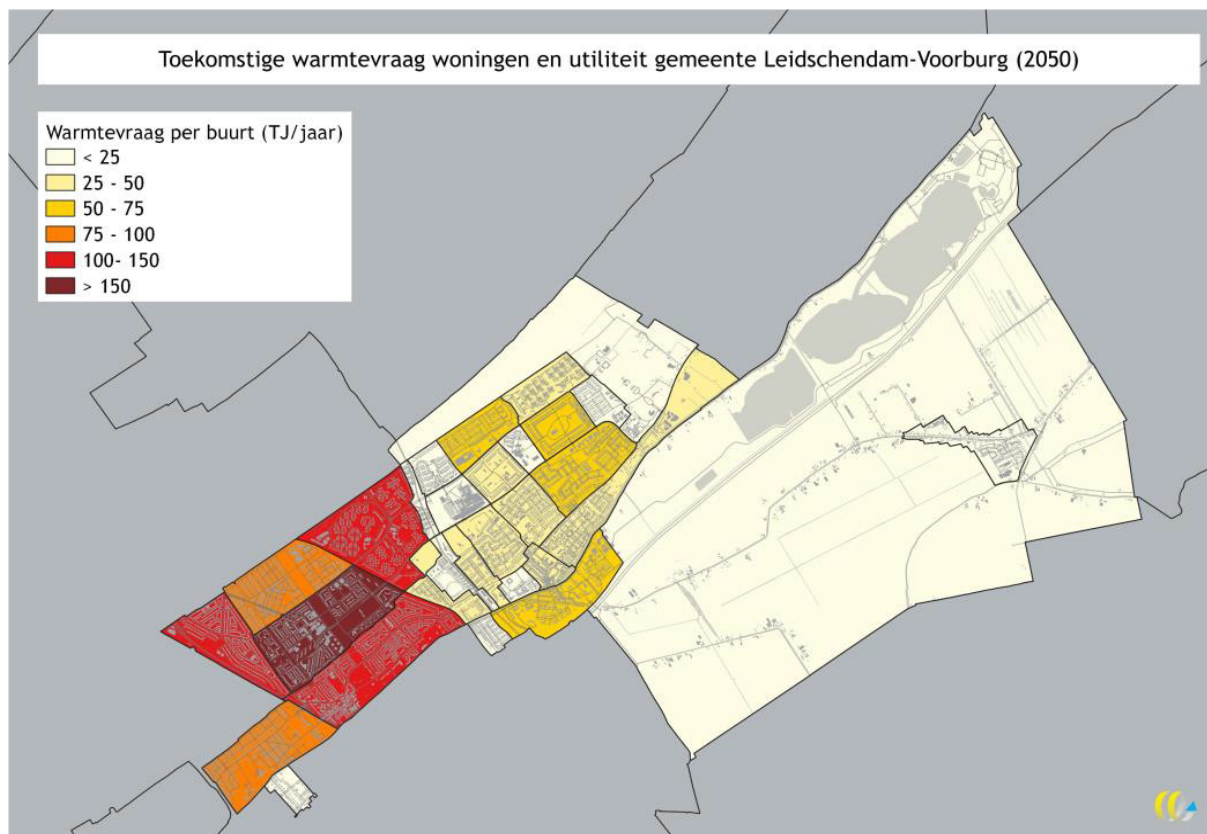 Toekomstige warmtevraag woningen en utiliteit gemeente Leidschendam-Voorburg (2050)
Warmtevraag per buurt (TJ/jaar)
< 25
25 - 50
50 - 75
75 - 100
100- 150
> 150